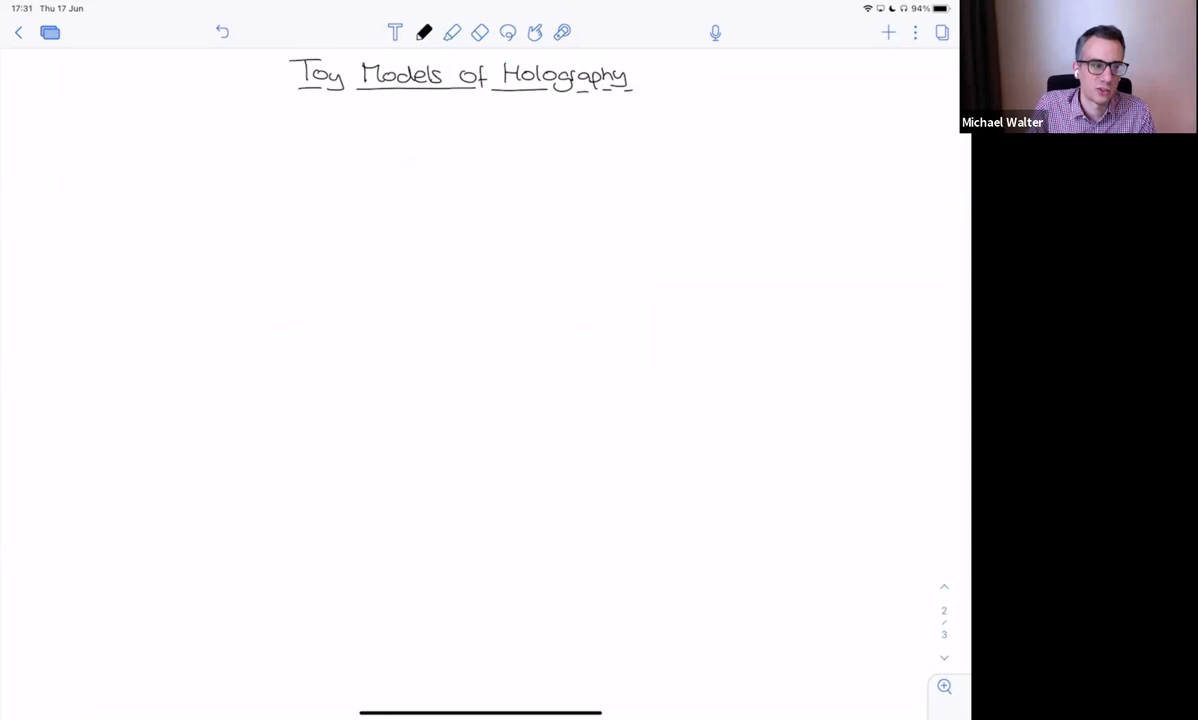 17:31 Thu 17 Jun
94%
T
Toy Models of Holography
Michael Walter
2
/
3